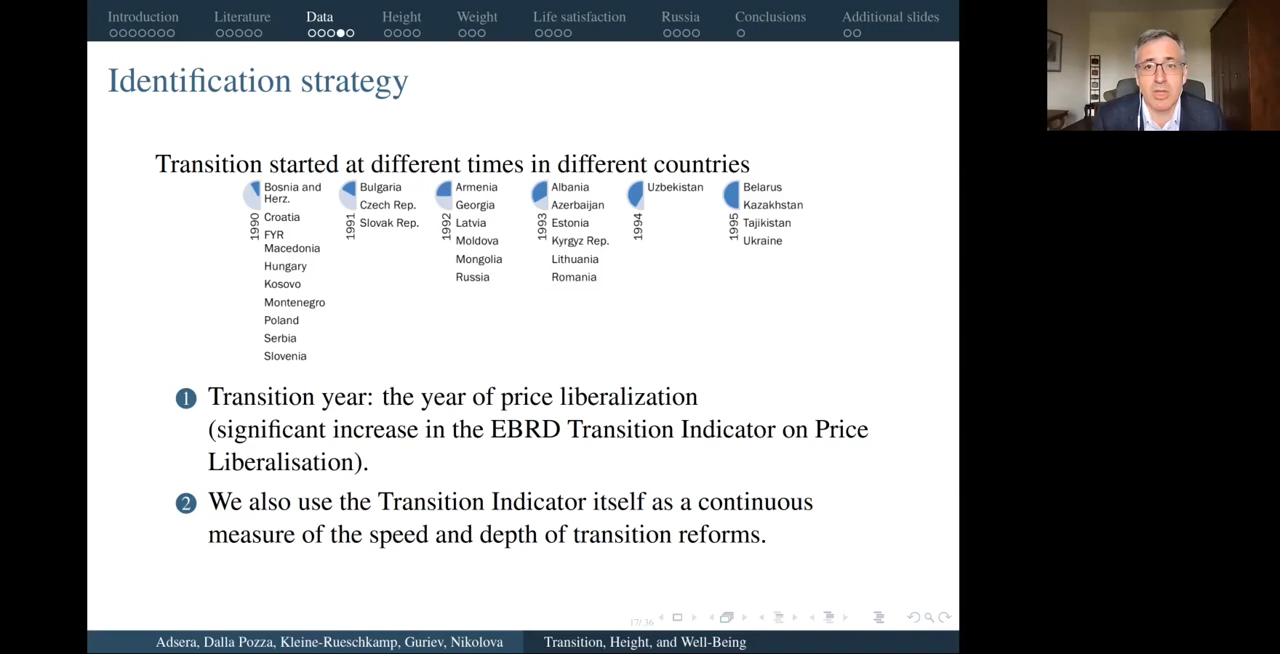 Introduction Literature Data Height Weight Life satisfaction Russia Conclusions Additional slides
Identification strategy
Transition started at different times in different countries
1990
Bosnia and
Herz.
Croatia
FYR
Macedonia
Hungary
Kosovo
Montenegro
Poland
Serbia
Slovenia
1991
Bulgaria
Czech Rep.
Slovak Rep.
1992
Armenia
Georgia
Latvia
Moldova
Mongolia
Russia
1993
Albania
Azerbaijan
Estonia
Kyrgyz Rep.
Lithuania
Romania
1994
Uzbekistan
1995
Belarus
Kazakhstan
Tajikistan
Ukraine
1 Transition year: the year of price liberalization
(significant increase in the EBRD Transition Indicator on Price
Liberalisation).
2 We also use the Transition Indicator itself as a continuous
measure of the speed and depth of transition reforms.
17/36
Adsera, Dalla Pozza, Kleine-Rueschkamp, Guriev, Nikolova Transition, Height, and Well-Being